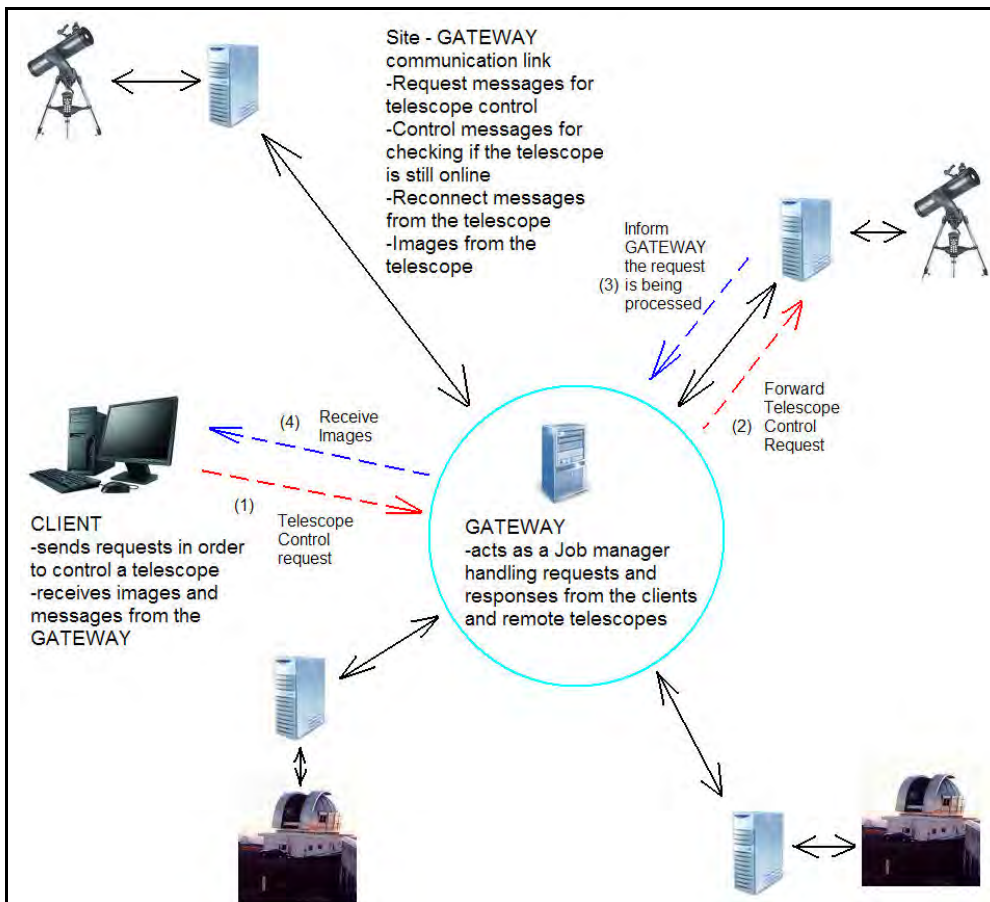 Site - GATEWAY
communication link
-Request messages for
telescope control
-Control messages for
checking if the telescope
is still online
-Reconnect messages
from the telescope
-Images from the
telescope
Inform
GATEWAY
the request
(3) is being
processed
Forward
Telescope
(2) Control
Request
(4) Receive
Images
(1)
Telescope
Control
request
CLIENT
-sends requests in order
to control a telescope
-receives images and
messages from the
GATEWAY
GATEWAY
-acts as a Job manager
handling requests and
responses from the clients
and remote telescopes